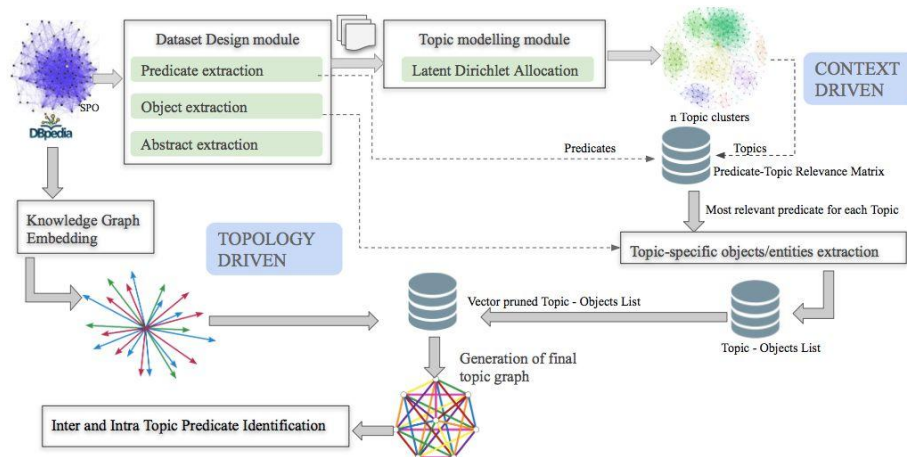 Dataset Design module
Predicate extraction
Object extraction
Abstract extraction
SPO
DBpedia
Topic modelling module
Latent Dirichlet Allocation
n Topic clusters
CONTEXT
DRIVEN
Predicates
Topics
Predicate-Topic Relevance Matrix
Most relevant predicate for each Topic
Knowledge Graph
Embedding
TOPOLOGY
DRIVEN
Topic-specific objects/entities extraction
Vector pruned Topic - Objects List
Topic - Objects List
Generation of final
topic graph
Inter and Intra Topic Predicate Identification